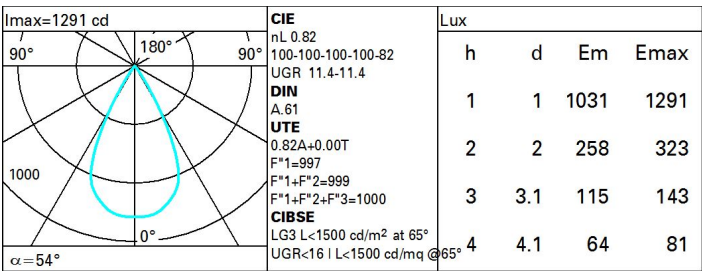 Imax=1291 cd
90° 180° 90°
1000
0°
α=54°
CIE
nL 0.82
100-100-100-100-82
UGR 11.4-11.4
DIN
A.61
UTE
0.82A+0.00T
F"1=997
F"1+F"2=999
F"1+F"2+F"3=1000
CIBSE
LG3 L<1500 cd/m² at 65°
UGR<16 | L<1500 cd/mq @65°
Lux
h d Em Emax
1 1 1031 1291
2 2 258 323
3 3.1 115 143
4 4.1 64 81